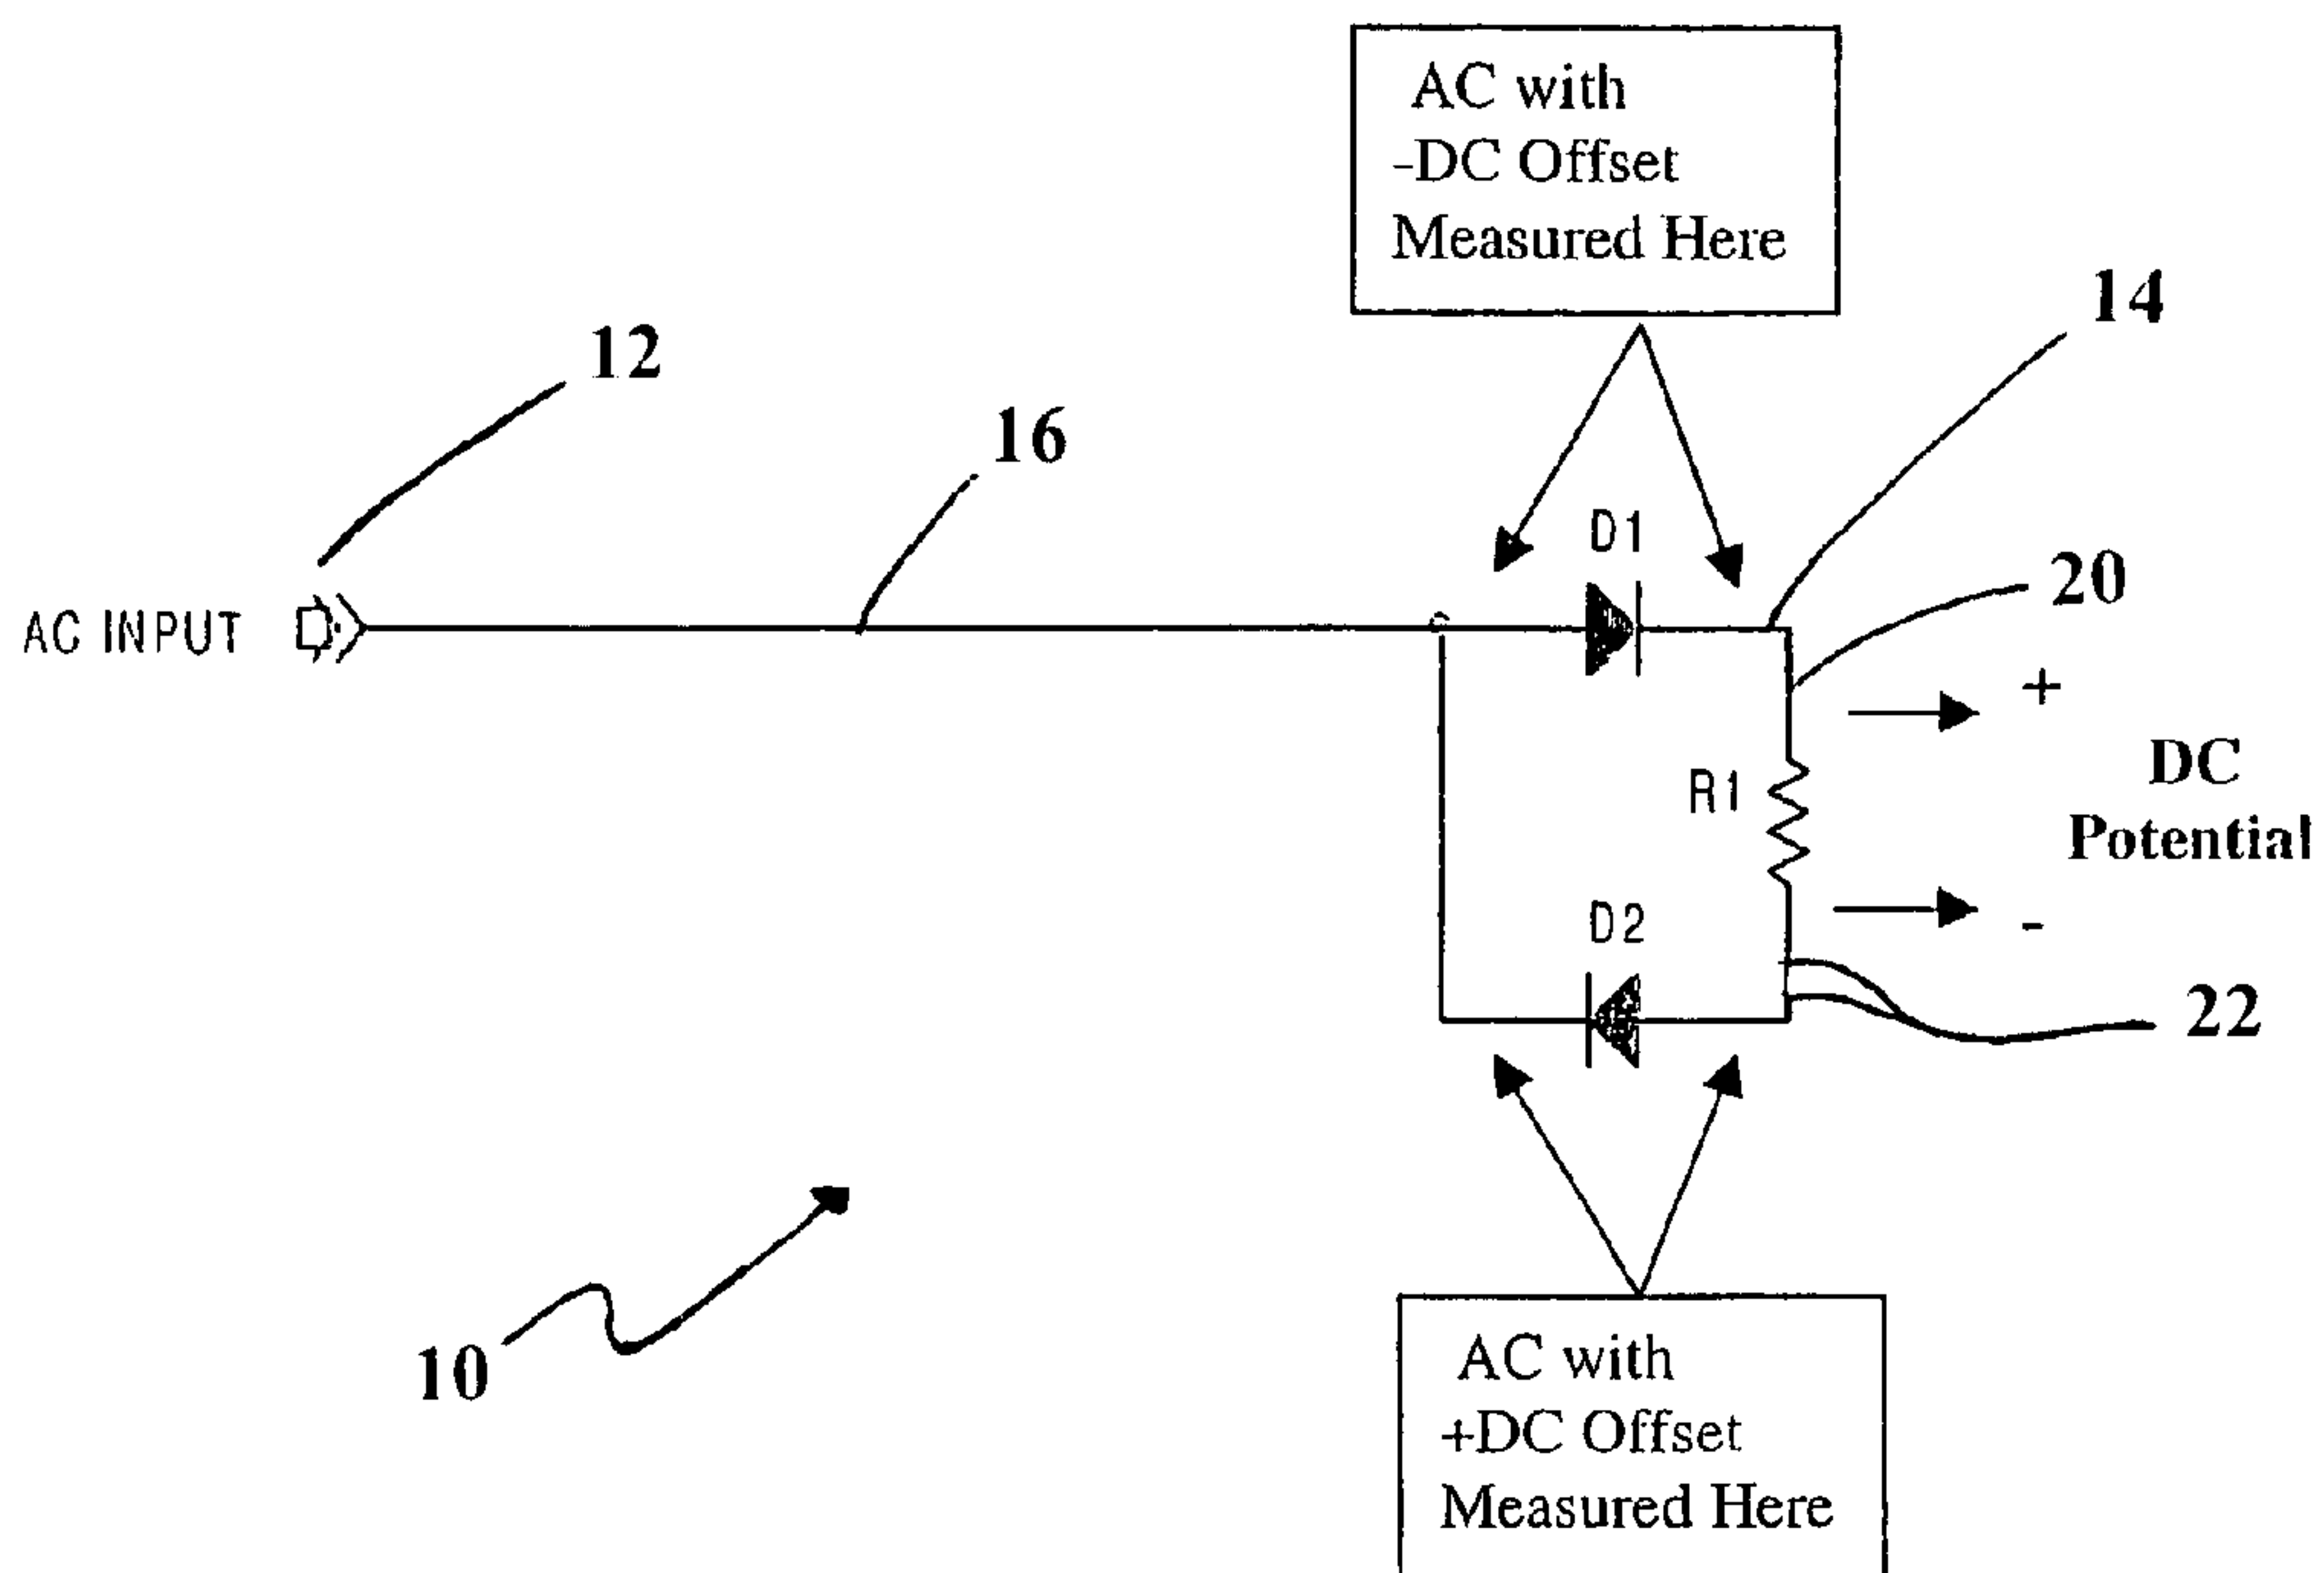 AC with
-DC Offset
Measured Here
14
12
16
D1
20
AC INPUT
+
R1
DC
Potential
D2
-
22
10
AC with
+DC Offset
Measured Here